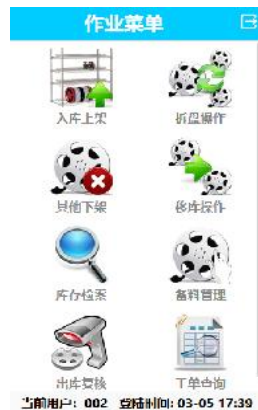 作业菜单
入库上架 拆盘操作
其他下架 移库操作
库存检索 备料管理
出库复核 工单查询
当前用户: 002 登陆时间: 03-05 17:39